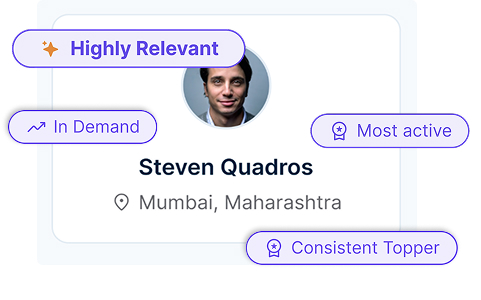 Highly Relevant
In Demand
Most active
Steven Quadros
Mumbai, Maharashtra
Consistent Topper